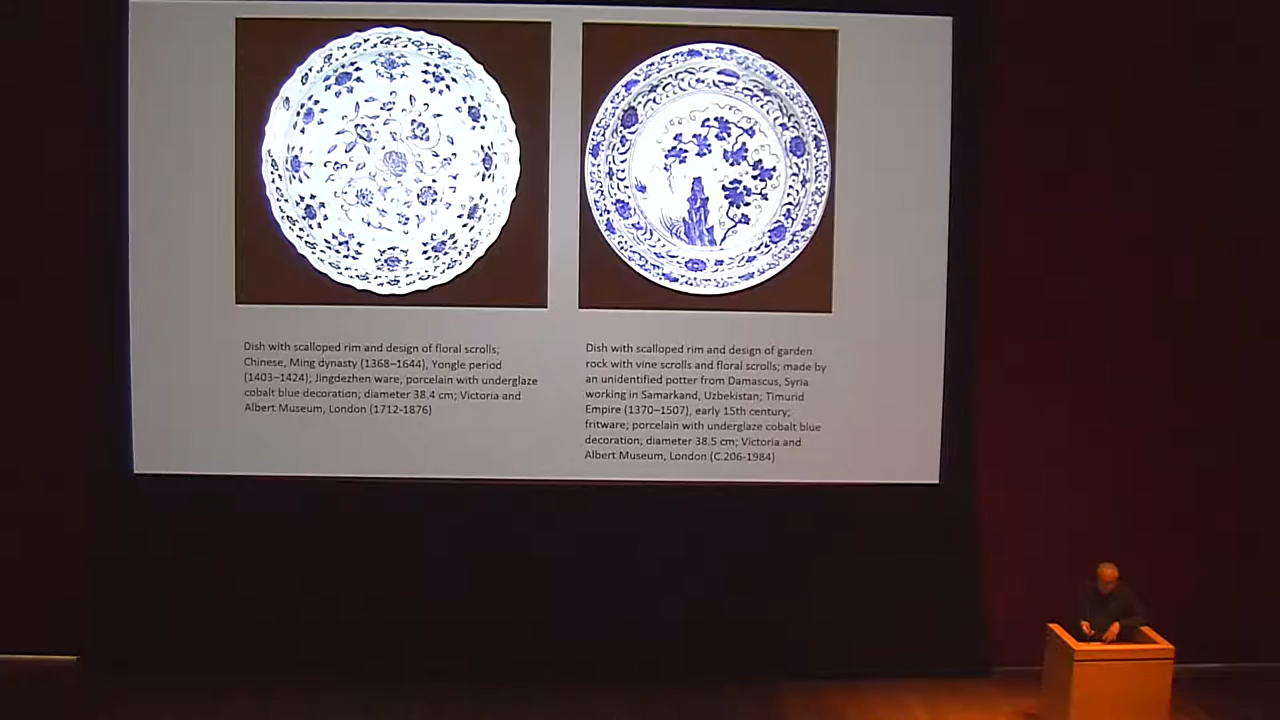 Dish with scalloped rim and design of floral scrolls;
Chinese, Ming dynasty (1368–1644), Yongle period
(1403–1424); Jingdezhen ware, porcelain with underglaze
cobalt blue decoration; diameter 38.4 cm; Victoria and
Albert Museum, London (1712-1876)
Dish with scalloped rim and design of garden
rock with vine scrolls and floral scrolls; made by
an unidentified potter from Damascus, Syria
working in Samarkand, Uzbekistan; Timurid
Empire (1370–1507), early 15th century;
fritware; porcelain with underglaze cobalt blue
decoration; diameter 38.5 cm; Victoria and
Albert Museum, London (C.206-1984)